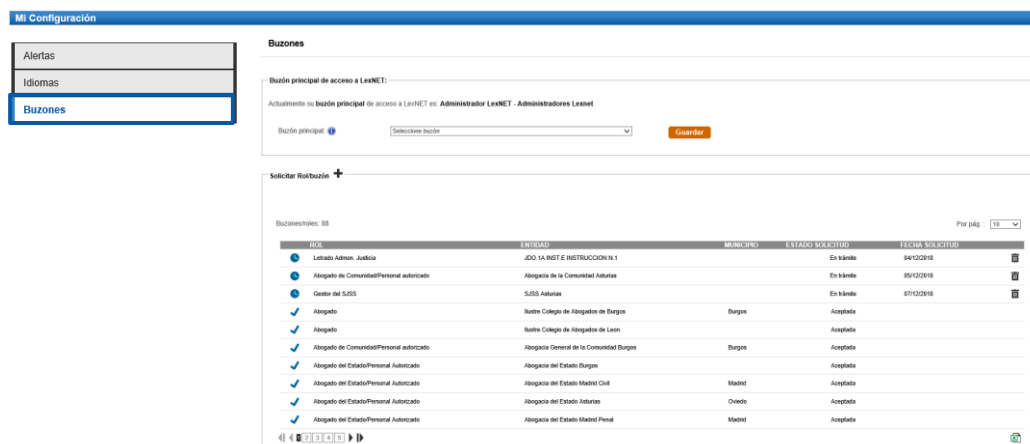 Mi Configuración
Alertas
Idiomas
Buzones
Buzones
Buzón principal de acceso a LexNET:
Actualmente su buzón principal de acceso a LexNET es: Administrador LexNET - Administradores Lexnet
Buzón principal Seleccione buzón Guardar
Solicitar Rol/buzón
Buzones/roles: 88 Por pág. : 10
ROL ENTIDAD MUNICIPIO ESTADO SOLICITUD FECHA SOLICITUD
Letrado Admon. Justicia JDO.1A.INST.E INSTRUCCION N.1 En trámite 04/12/2018
Abogado de Comunidad/Personal autorizado Abogacía de la Comunidad Asturias En trámite 05/12/2018
Gestor del SJSS SJSS Asturias En trámite 07/12/2018
Abogado Ilustre Colegio de Abogados de Burgos Burgos Aceptada
Abogado Ilustre Colegio de Abogados de Leon Aceptada
Abogado de Comunidad/Personal autorizado Abogacía General de la Comunidad Burgos Burgos Aceptada
Abogado del Estado/Personal Autorizado Abogacia del Estado Burgos Aceptada
Abogado del Estado/Personal Autorizado Abogacia del Estado Madrid Civil Madrid Aceptada
Abogado del Estado/Personal Autorizado Abogacia del Estado Asturias Oviedo Aceptada
Abogado del Estado/Personal Autorizado Abogacia del Estado Madrid Penal Madrid Aceptada
1 2 3 4 5